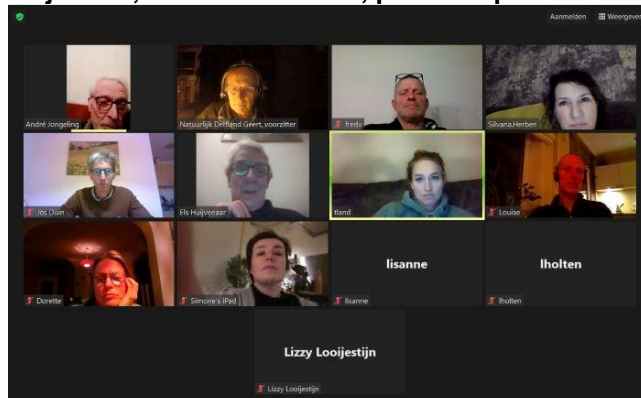 Aanmelden Weergeven
André Jongeling
Natuurlijk Delfland Geert, voorzitter
freds
Silvana.Herben
Jos Duin
Els Huijvenaar
tland
Louise
Dorette
Simone's iPad
lisanne
lisanne
lholten
lholten
Lizzy Looijestijn
Lizzy Looijestijn